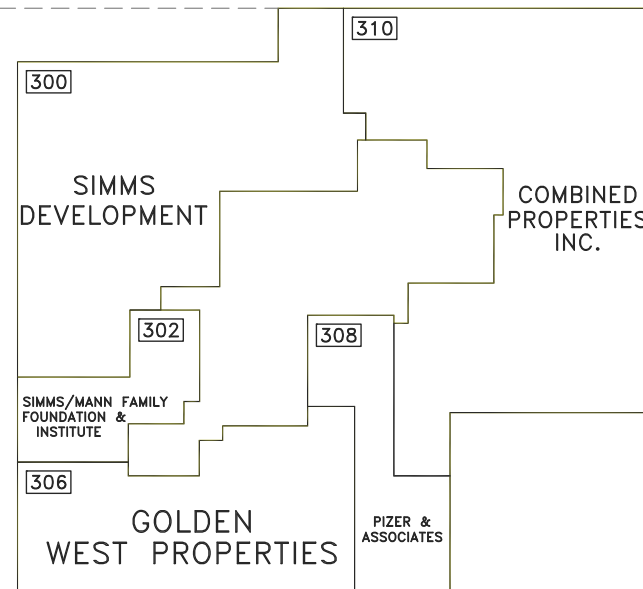 310
300
SIMMS
DEVELOPMENT
COMBINED
PROPERTIES
INC.
302
308
SIMMS/MANN FAMILY
FOUNDATION &
INSTITUTE
306
GOLDEN
WEST PROPERTIES
PIZER &
ASSOCIATES